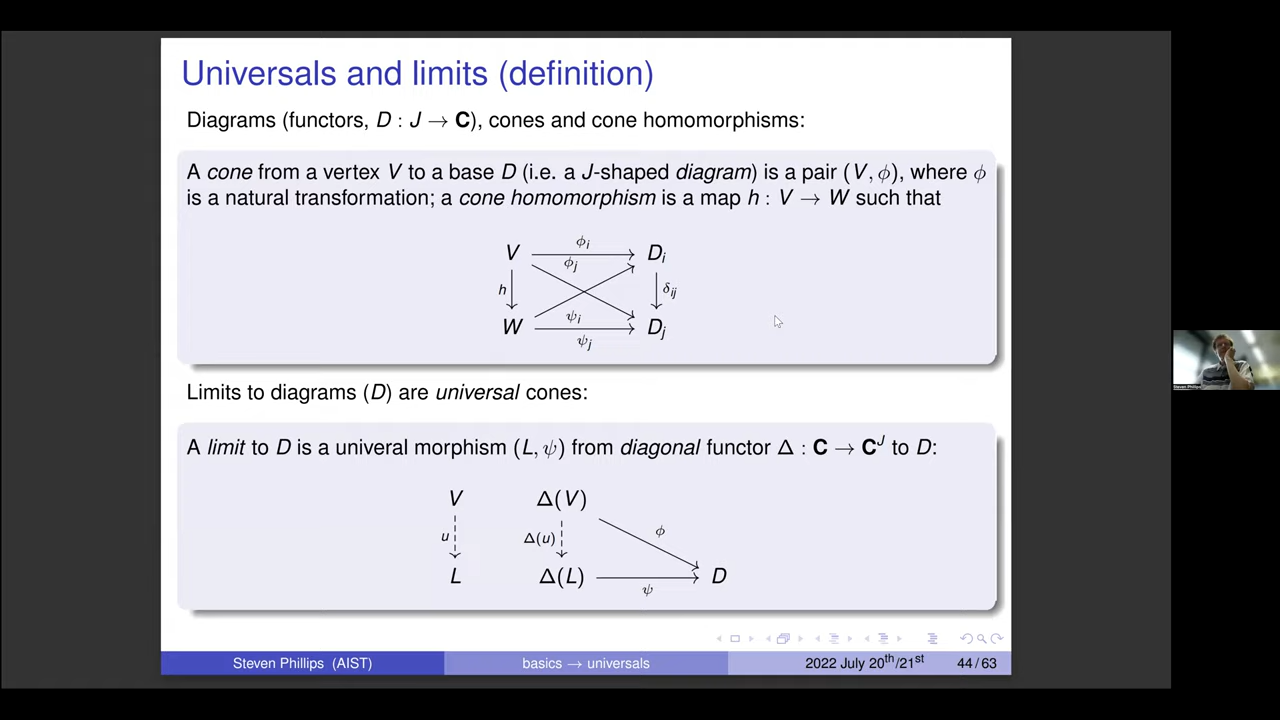 Universals and limits (definition)
Diagrams (functors, D : J → C), cones and cone homomorphisms:
A cone from a vertex V to a base D (i.e. a J-shaped diagram) is a pair (V, ϕ), where ϕ
is a natural transformation; a cone homomorphism is a map h : V → W such that
V ϕi Di
ϕj
h δij
W ψi Dj
ψj
Limits to diagrams (D) are universal cones:
A limit to D is a univeral morphism (L, ψ) from diagonal functor Δ : C → C^J to D:
V Δ(V)
u Δ(u) ϕ
L Δ(L) ψ D
Steven Phillips (AIST) basics → universals 2022 July 20th/21st 44 / 63
Steven Phillips